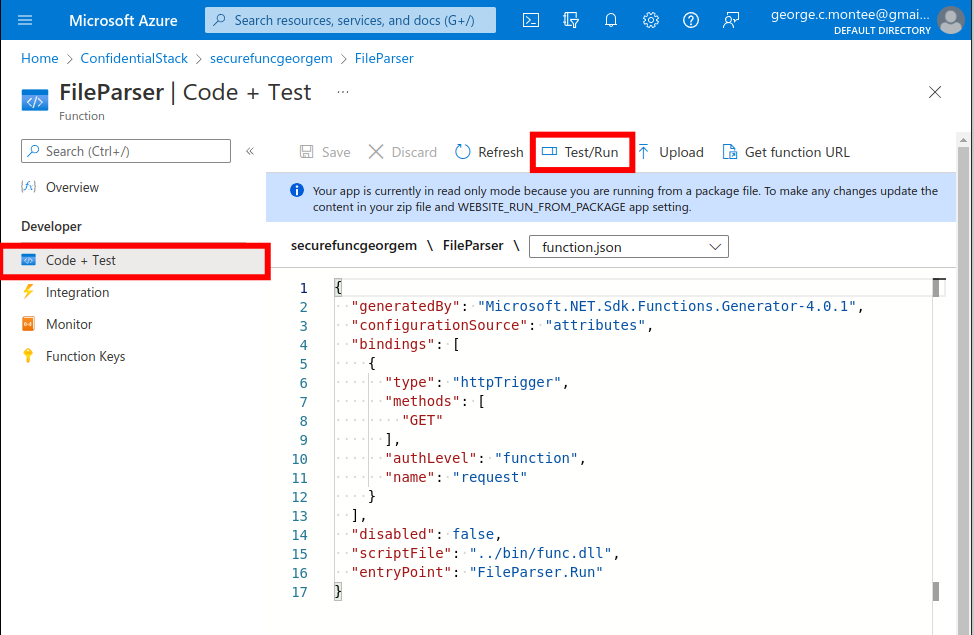 Microsoft Azure
Search resources, services, and docs (G+/)
george.c.montee@gmai...
DEFAULT DIRECTORY
Home > ConfidentialStack > securefuncgeorgem > FileParser
FileParser | Code + Test ...
Function
Search (Ctrl+/)
«
Save
Discard
Refresh
Test/Run
Upload
Get function URL
Overview
Developer
Code + Test
Integration
Monitor
Function Keys
Your app is currently in read only mode because you are running from a package file. To make any changes update the
content in your zip file and WEBSITE_RUN_FROM_PACKAGE app setting.
securefuncgeorgem \ FileParser \ function.json
1 {
2 "generatedBy": "Microsoft.NET.Sdk.Functions.Generator-4.0.1",
3 "configurationSource": "attributes",
4 "bindings": [
5 {
6 "type": "httpTrigger",
7 "methods": [
8 "GET"
9 ],
10 "authLevel": "function",
11 "name": "request"
12 }
13 ],
14 "disabled": false,
15 "scriptFile": "../bin/func.dll",
16 "entryPoint": "FileParser.Run"
17 }